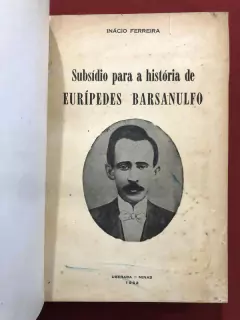 INÁCIO FERREIRA
Subsídio para a história de
EURÍPEDES BARSANULFO
UBERABA - MINAS